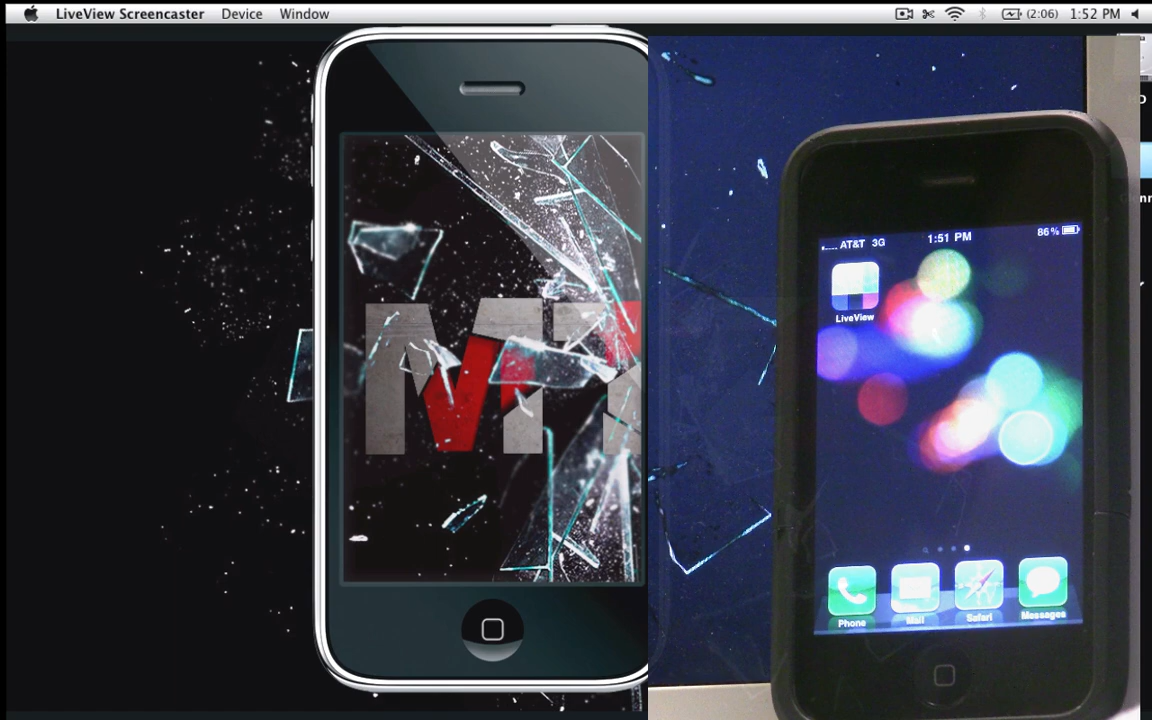 LiveView Screencaster Device Window (2:06) 1:52 PM
AT&T 3G 1:51 PM 86%
LiveView
Phone Mail Safari Messages